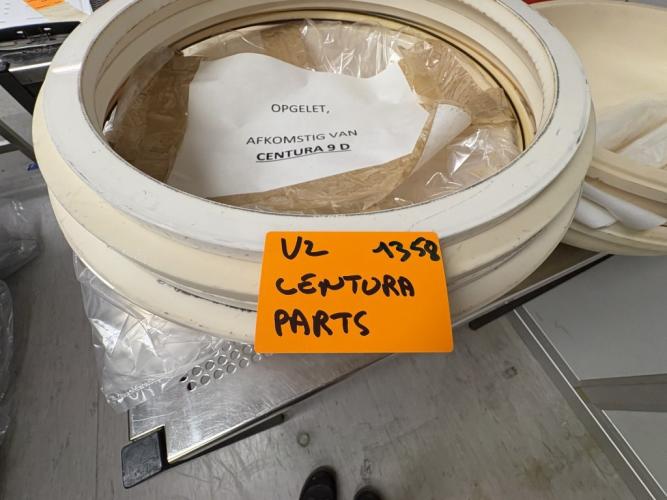 OPGELET,
AFKOMSTIG VAN
CENTURA 9 D
V2 1358
CENTURA
PARTS